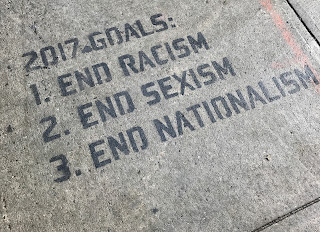 2017 GOALS:
1. END RACISM
2. END SEXISM
3. END NATIONALISM